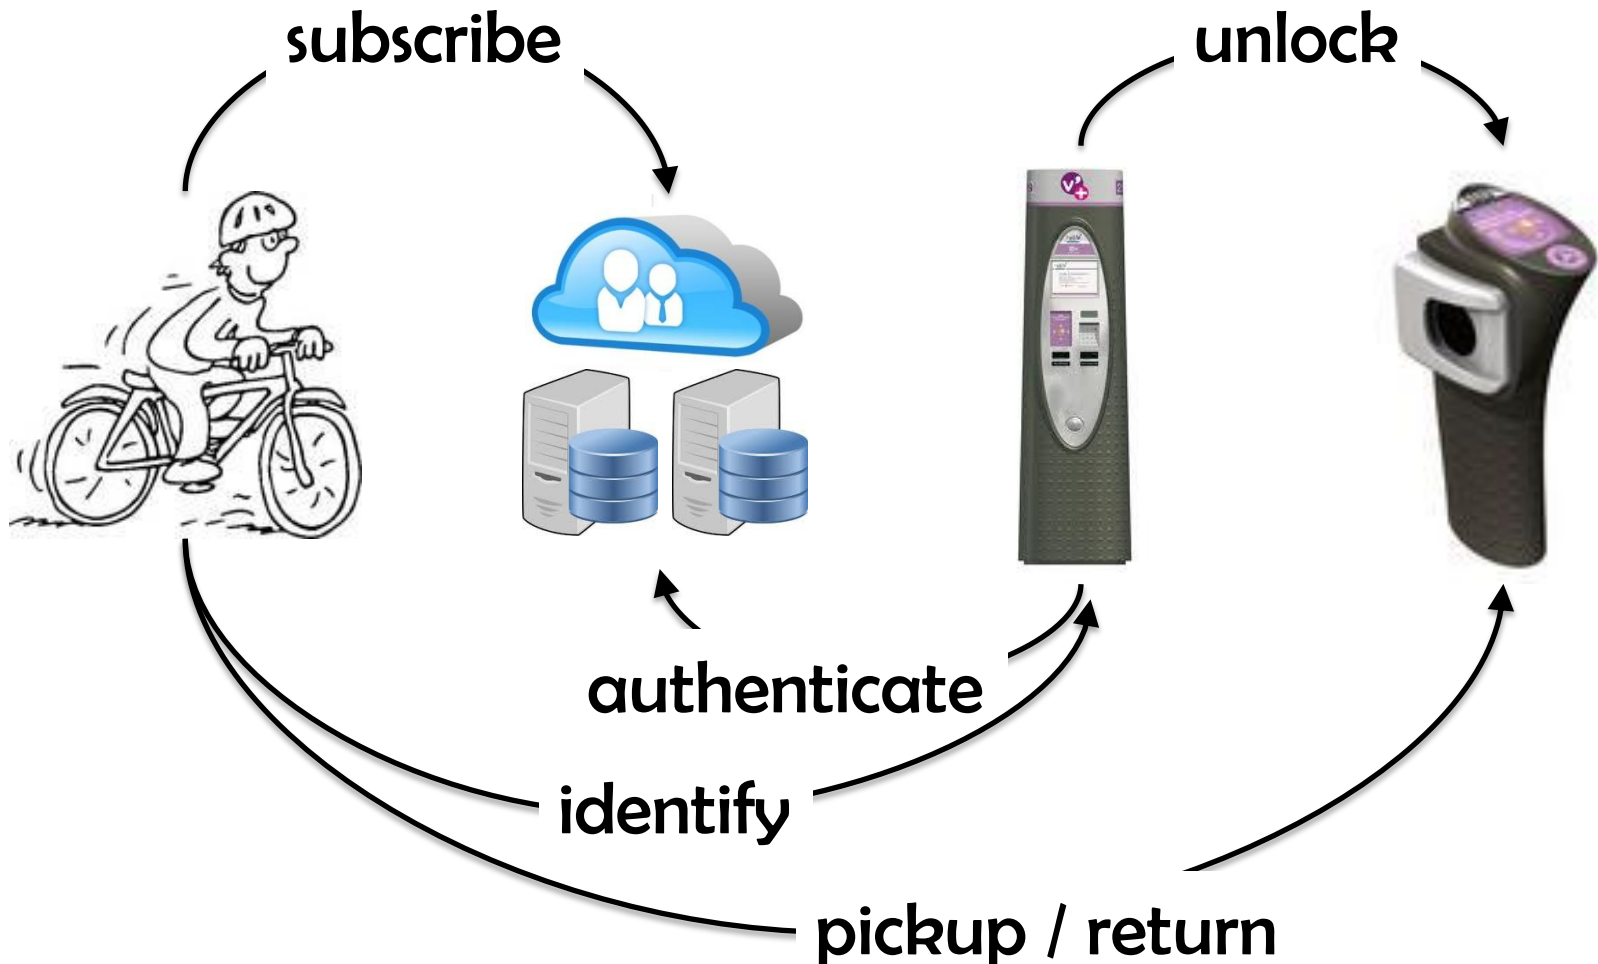 subscribe
unlock
v+
authenticate
identify
pickup / return